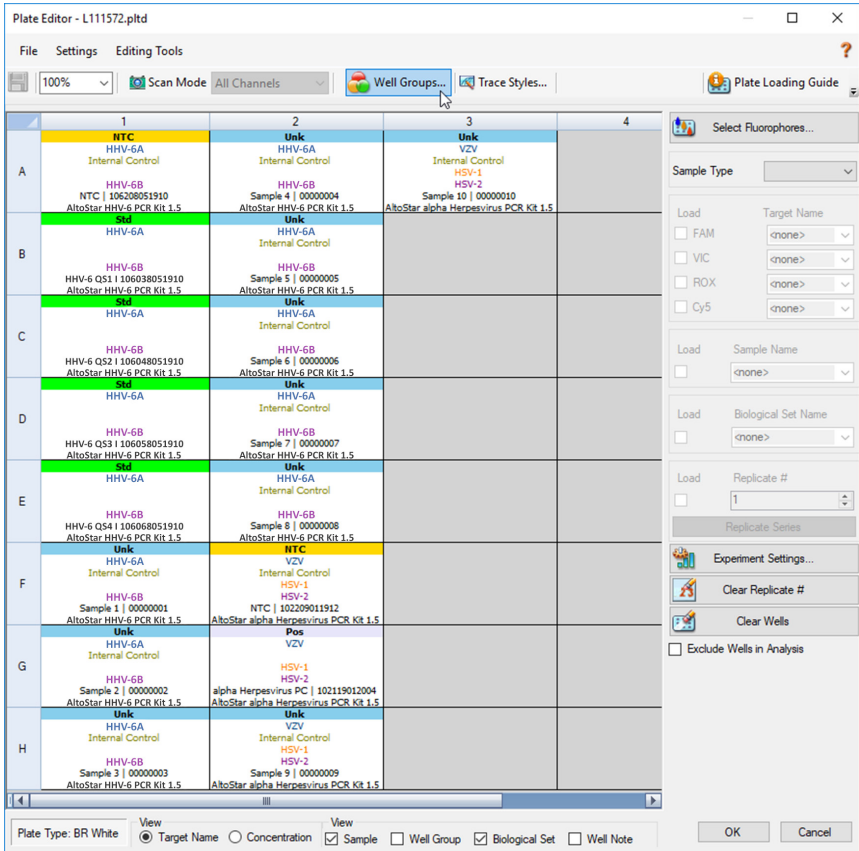 Plate Editor - L111572.pltd
File Settings Editing Tools ?
100% Scan Mode All Channels Well Groups... Trace Styles... Plate Loading Guide
1 2 3 4
A
NTC
HHV-6A
Internal Control
HHV-6B
NTC | 106208051910
AltoStar HHV-6 PCR Kit 1.5
Unk
HHV-6A
Internal Control
HHV-6B
Sample 4 | 00000004
AltoStar HHV-6 PCR Kit 1.5
Unk
VZV
Internal Control
HSV-1
HSV-2
Sample 10 | 00000010
AltoStar alpha Herpesvirus PCR Kit 1.5
B
Std
HHV-6A
HHV-6B
HHV-6 QS1 I 106038051910
AltoStar HHV-6 PCR Kit 1.5
Unk
HHV-6A
Internal Control
HHV-6B
Sample 5 | 00000005
AltoStar HHV-6 PCR Kit 1.5
C
Std
HHV-6A
HHV-6B
HHV-6 QS2 I 106048051910
AltoStar HHV-6 PCR Kit 1.5
Unk
HHV-6A
Internal Control
HHV-6B
Sample 6 | 00000006
AltoStar HHV-6 PCR Kit 1.5
D
Std
HHV-6A
HHV-6B
HHV-6 QS3 I 106058051910
AltoStar HHV-6 PCR Kit 1.5
Unk
HHV-6A
Internal Control
HHV-6B
Sample 7 | 00000007
AltoStar HHV-6 PCR Kit 1.5
E
Std
HHV-6A
HHV-6B
HHV-6 QS4 I 106068051910
AltoStar HHV-6 PCR Kit 1.5
Unk
HHV-6A
Internal Control
HHV-6B
Sample 8 | 00000008
AltoStar HHV-6 PCR Kit 1.5
F
Unk
HHV-6A
Internal Control
HHV-6B
Sample 1 | 00000001
AltoStar HHV-6 PCR Kit 1.5
NTC
VZV
Internal Control
HSV-1
HSV-2
NTC | 102209011912
AltoStar alpha Herpesvirus PCR Kit 1.5
G
Unk
HHV-6A
Internal Control
HHV-6B
Sample 2 | 00000002
AltoStar HHV-6 PCR Kit 1.5
Pos
VZV
HSV-1
HSV-2
alpha Herpesvirus PC | 102119012004
AltoStar alpha Herpesvirus PCR Kit 1.5
H
Unk
HHV-6A
Internal Control
HHV-6B
Sample 3 | 00000003
AltoStar HHV-6 PCR Kit 1.5
Unk
VZV
Internal Control
HSV-1
HSV-2
Sample 9 | 00000009
AltoStar alpha Herpesvirus PCR Kit 1.5
Select Fluorophores...
Sample Type
Load Target Name
FAM <none>
VIC <none>
ROX <none>
Cy5 <none>
Load Sample Name
<none>
Load Biological Set Name
<none>
Load Replicate #
1
Replicate Series
Experiment Settings...
Clear Replicate #
Clear Wells
Exclude Wells in Analysis
Plate Type: BR White
View
Target Name Concentration
View
Sample Well Group Biological Set Well Note
OK Cancel